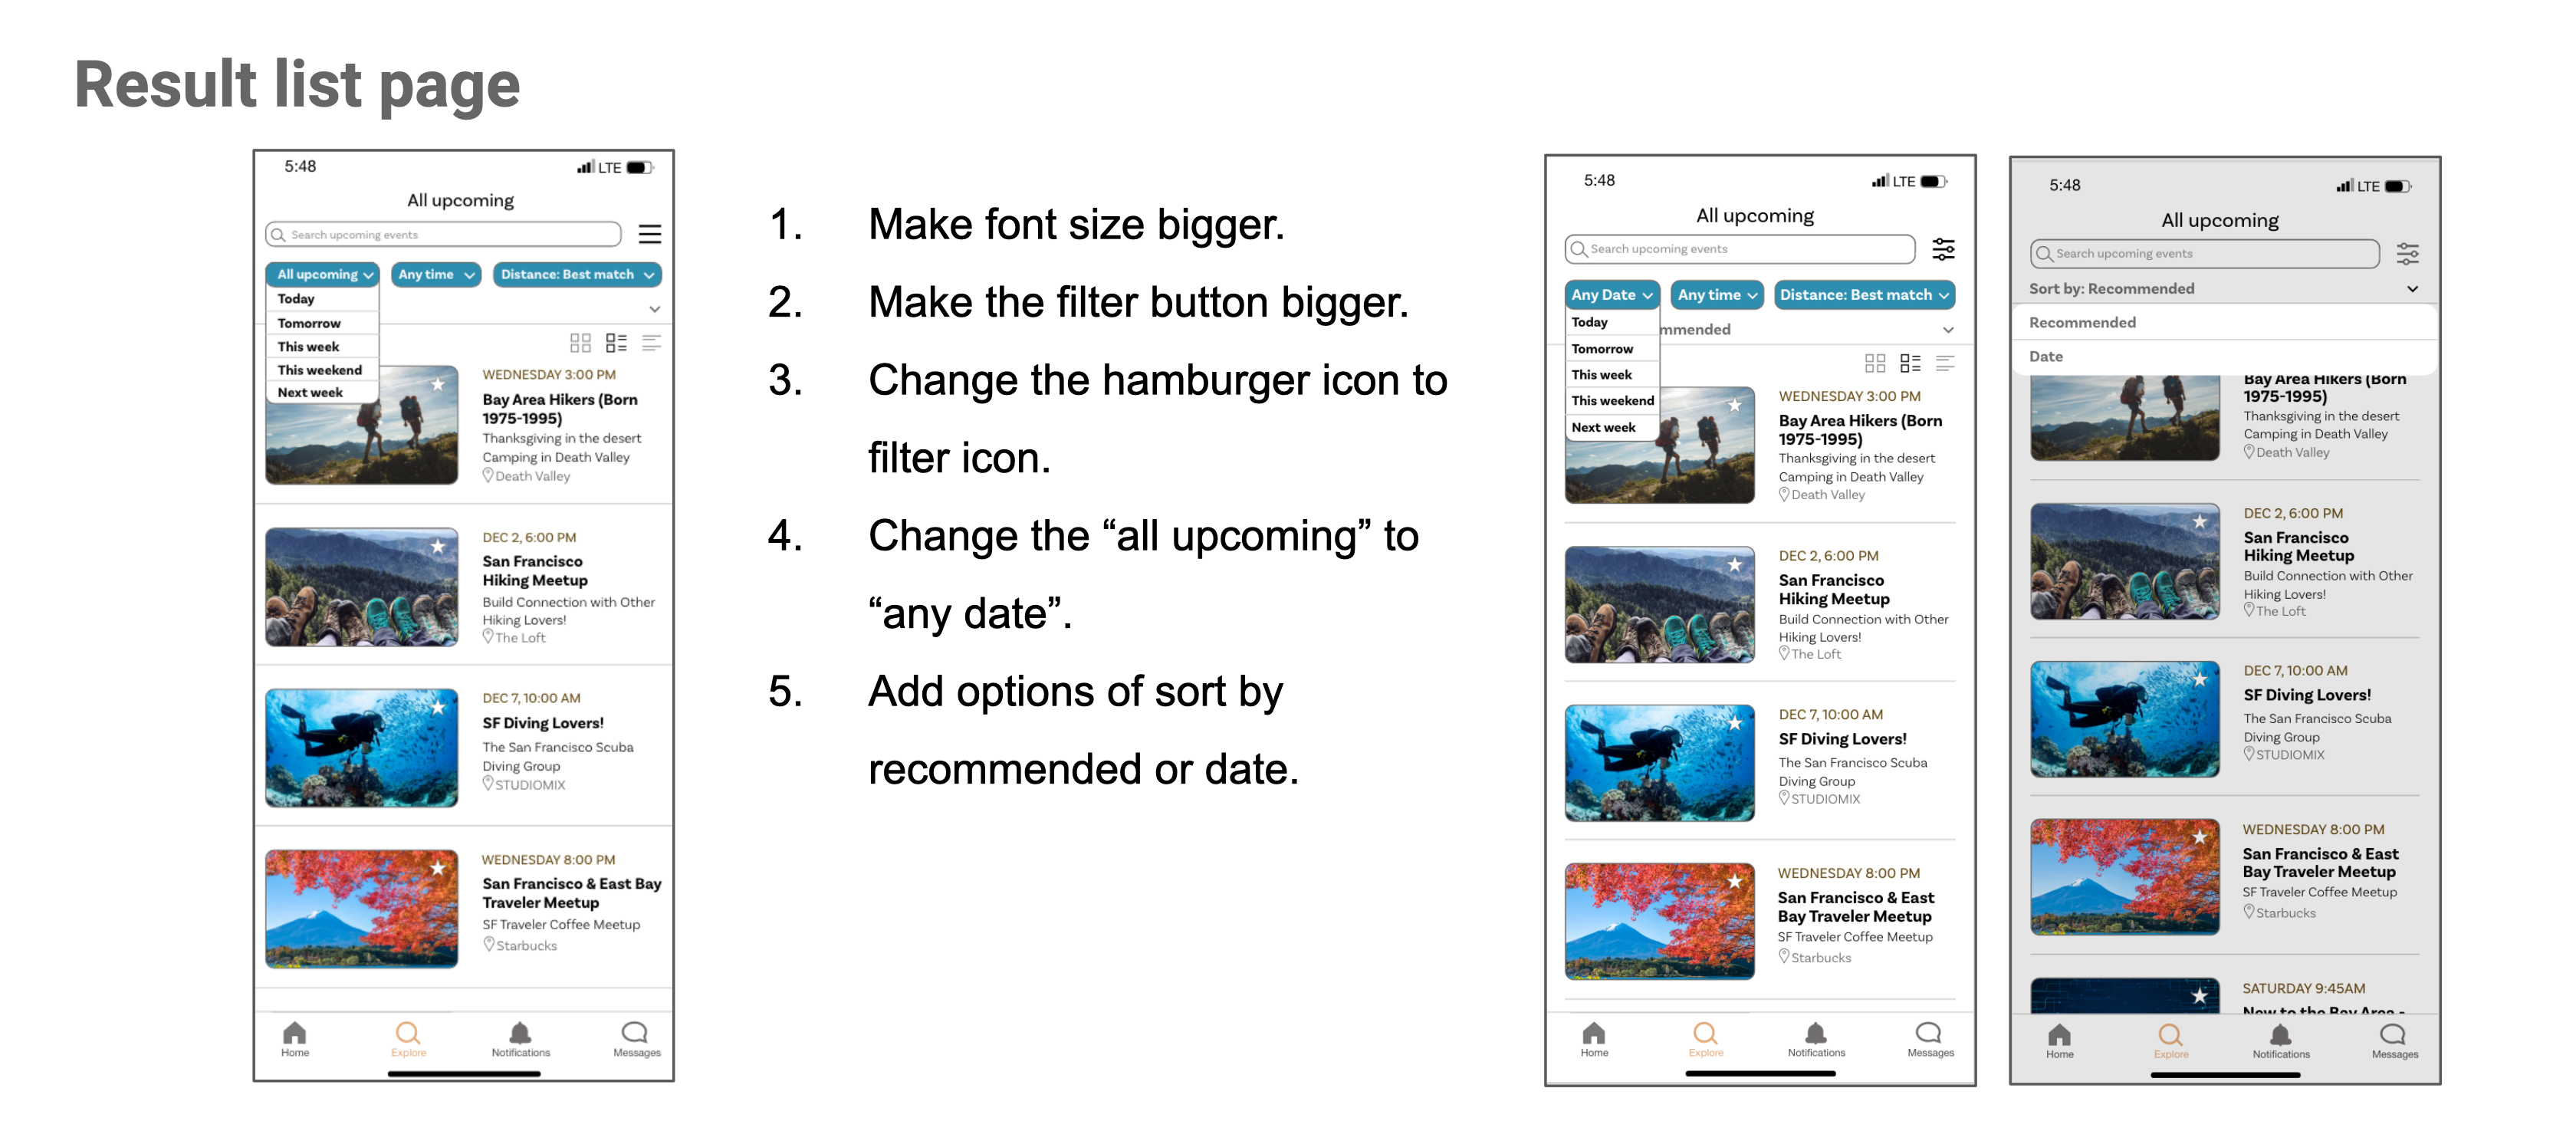 Result list page
5:48
LTE
All upcoming
Search upcoming events
All upcoming
Any time
Distance: Best match
Today
Tomorrow
This week
This weekend
Next week
WEDNESDAY 3:00 PM
Bay Area Hikers (Born
1975-1995)
Thanksgiving in the desert
Camping in Death Valley
Death Valley
DEC 2, 6:00 PM
San Francisco
Hiking Meetup
Build Connection with Other
Hiking Lovers!
The Loft
DEC 7, 10:00 AM
SF Diving Lovers!
The San Francisco Scuba
Diving Group
STUDIOMIX
WEDNESDAY 8:00 PM
San Francisco & East Bay
Traveler Meetup
SF Traveler Coffee Meetup
Starbucks
Home
Explore
Notifications
Messages
1. Make font size bigger.
2. Make the filter button bigger.
3. Change the hamburger icon to
filter icon.
4. Change the “all upcoming” to
“any date”.
5. Add options of sort by
recommended or date.
5:48
LTE
All upcoming
Search upcoming events
Any Date
Any time
Distance: Best match
mmended
Today
Tomorrow
This week
This weekend
Next week
WEDNESDAY 3:00 PM
Bay Area Hikers (Born
1975-1995)
Thanksgiving in the desert
Camping in Death Valley
Death Valley
DEC 2, 6:00 PM
San Francisco
Hiking Meetup
Build Connection with Other
Hiking Lovers!
The Loft
DEC 7, 10:00 AM
SF Diving Lovers!
The San Francisco Scuba
Diving Group
STUDIOMIX
WEDNESDAY 8:00 PM
San Francisco & East
Bay Traveler Meetup
SF Traveler Coffee Meetup
Starbucks
Home
Explore
Notifications
Messages
5:48
LTE
All upcoming
Search upcoming events
Sort by: Recommended
Recommended
Date
Bay Area Hikers (Born
1975-1995)
Thanksgiving in the desert
Camping in Death Valley
Death Valley
DEC 2, 6:00 PM
San Francisco
Hiking Meetup
Build Connection with Other
Hiking Lovers!
The Loft
DEC 7, 10:00 AM
SF Diving Lovers!
The San Francisco Scuba
Diving Group
STUDIOMIX
WEDNESDAY 8:00 PM
San Francisco & East
Bay Traveler Meetup
SF Traveler Coffee Meetup
Starbucks
SATURDAY 9:45AM
New to the Bay Area -
Home
Explore
Notifications
Messages